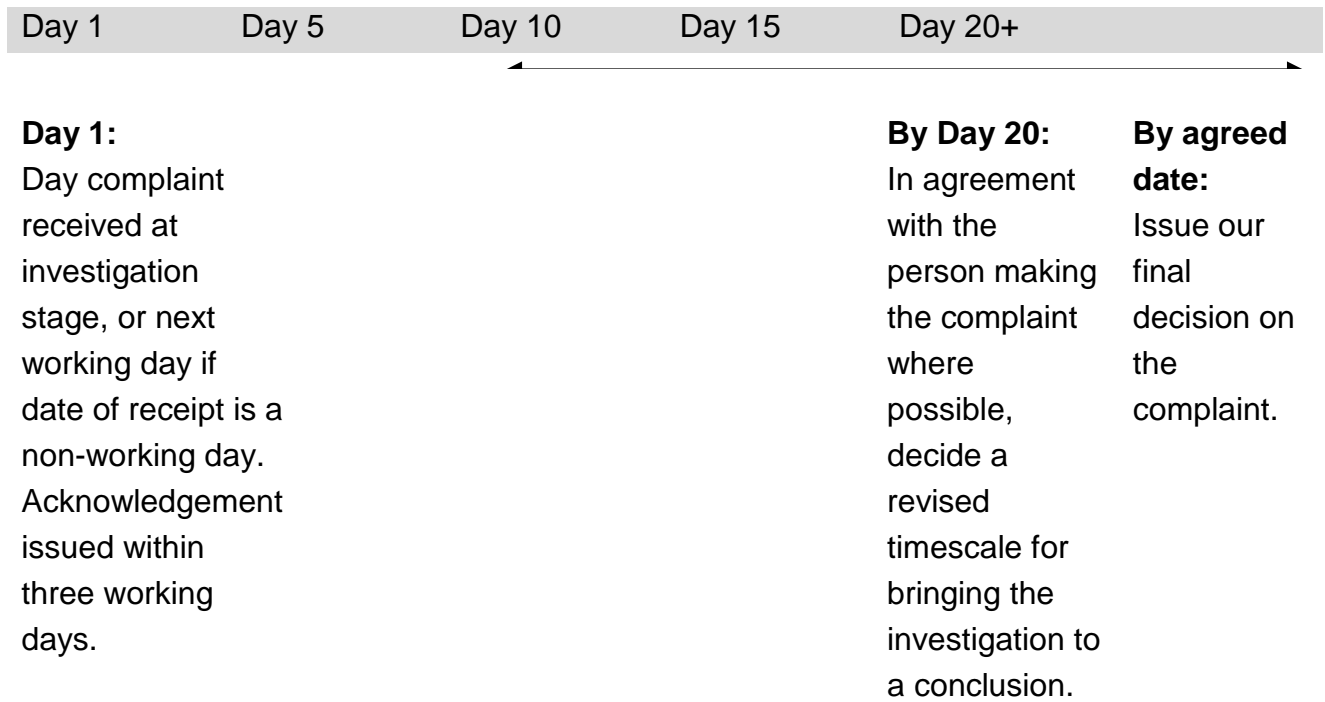 Day 1 Day 5 Day 10 Day 15 Day 20+
Day 1:
Day complaint
received at
investigation
stage, or next
working day if
date of receipt is a
non-working day.
Acknowledgement
issued within
three working
days.
By Day 20:
In agreement
with the
person making
the complaint
where
possible,
decide a
revised
timescale for
bringing the
investigation to
a conclusion.
By agreed
date:
Issue our
final
decision on
the
complaint.